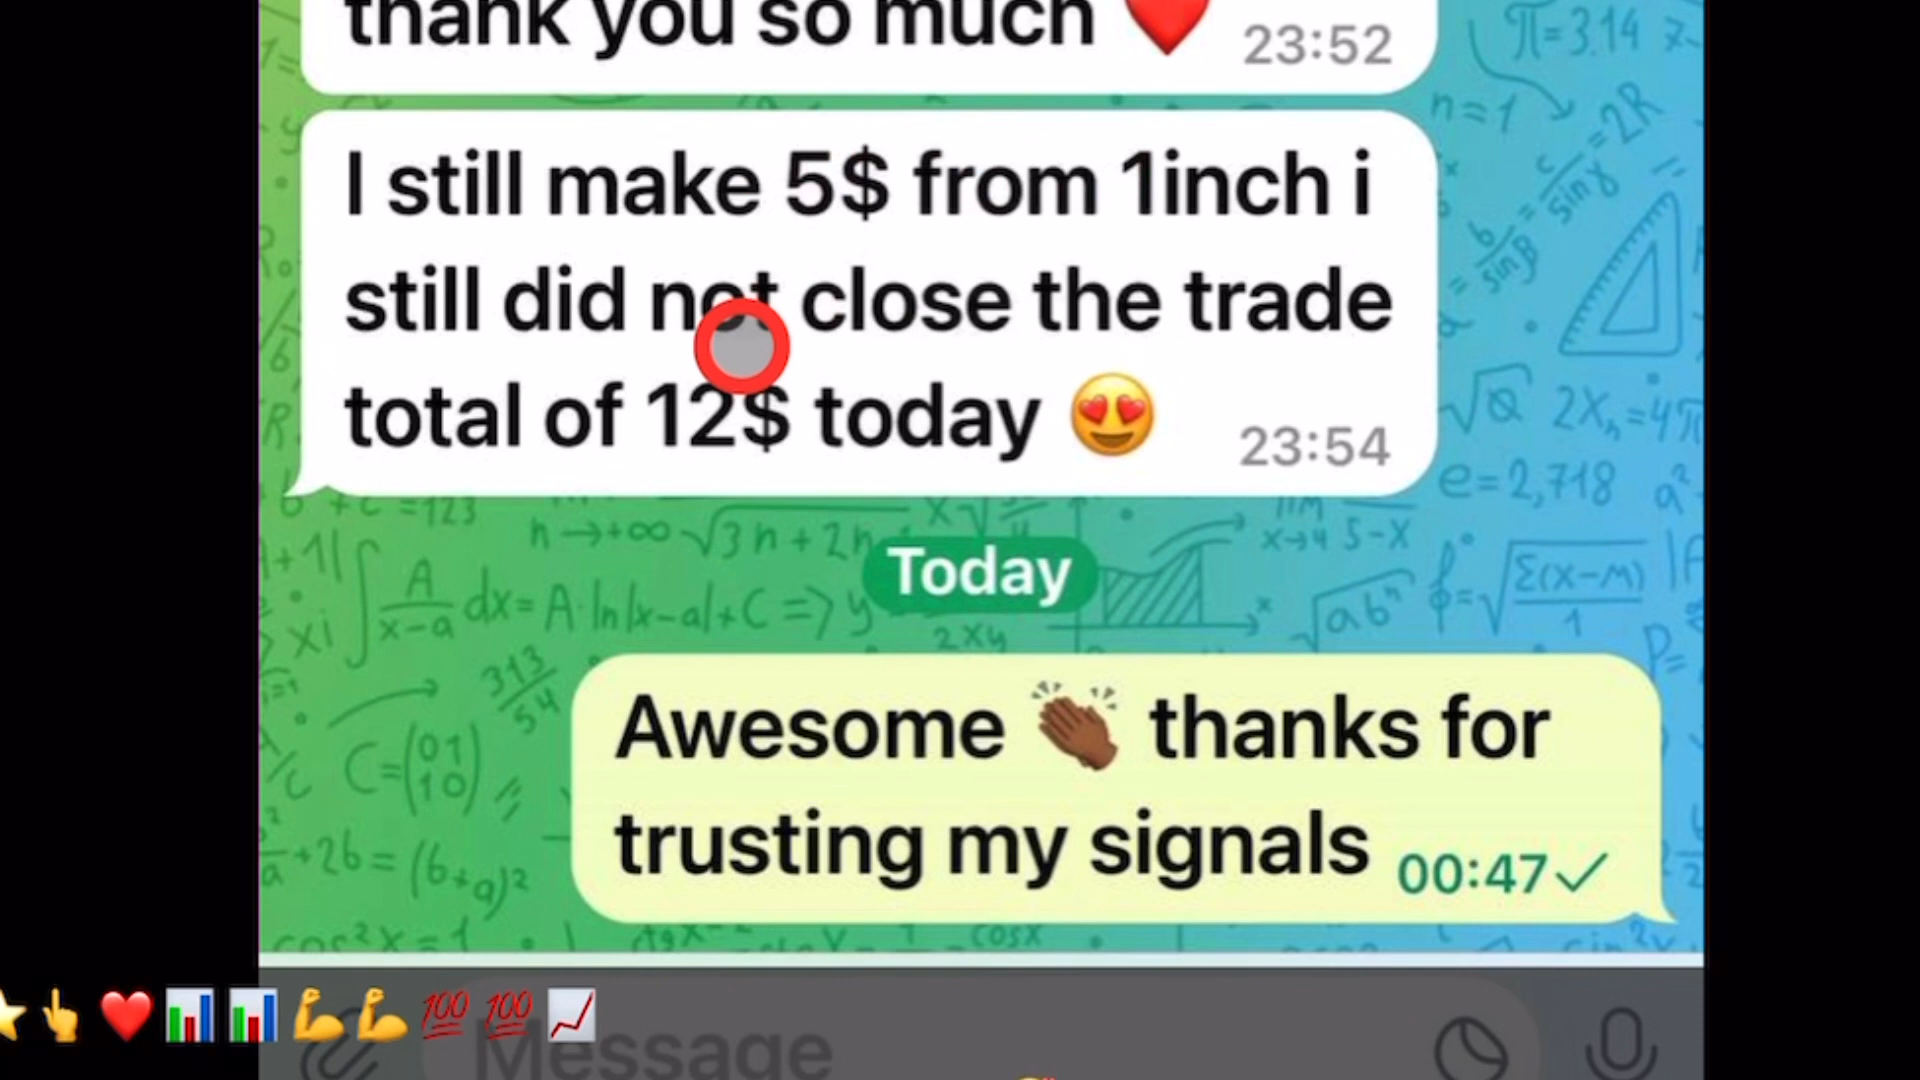 thank you so much ❤️ 23:52
I still make 5$ from 1inch i
still did not close the trade
total of 12$ today 😍 23:54
Today
Awesome 👏🏾 thanks for
trusting my signals 00:47
Message